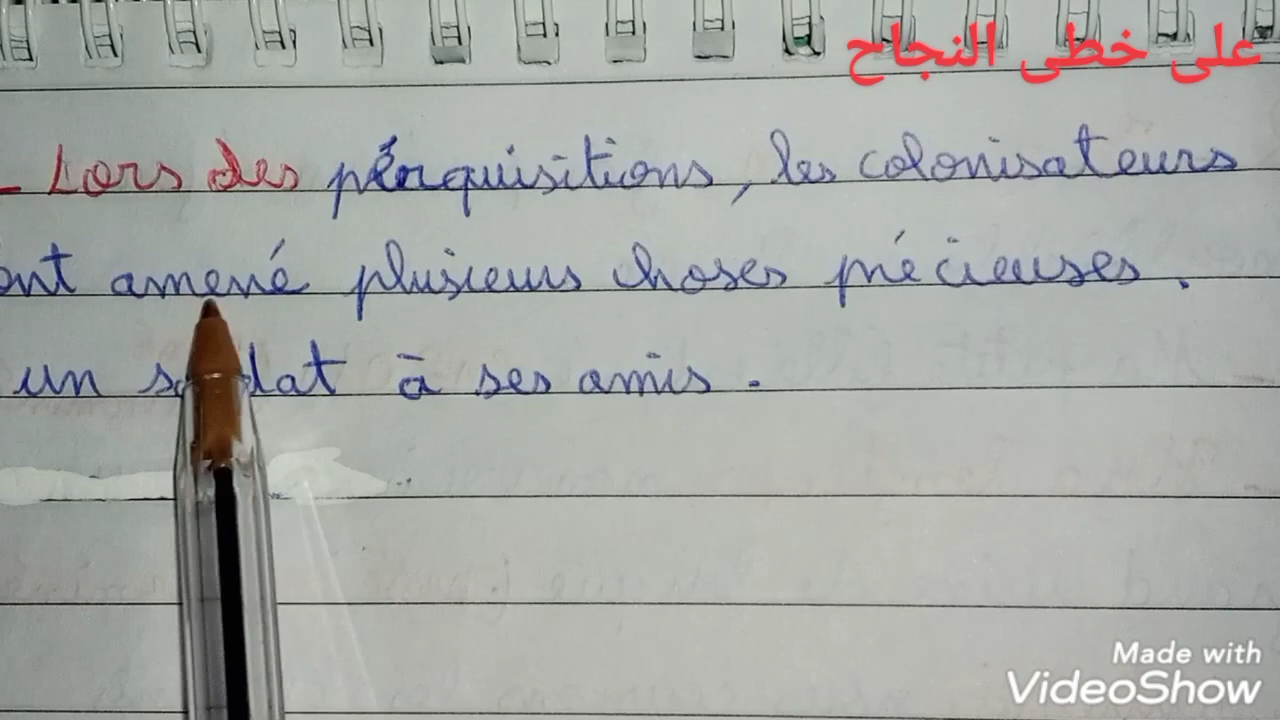 على خطى النجاح
- Lors des pérquisitions, les colonisateurs
ont amené plusieurs choses précieuses.
un soldat à ses amis.
Made with
VideoShow